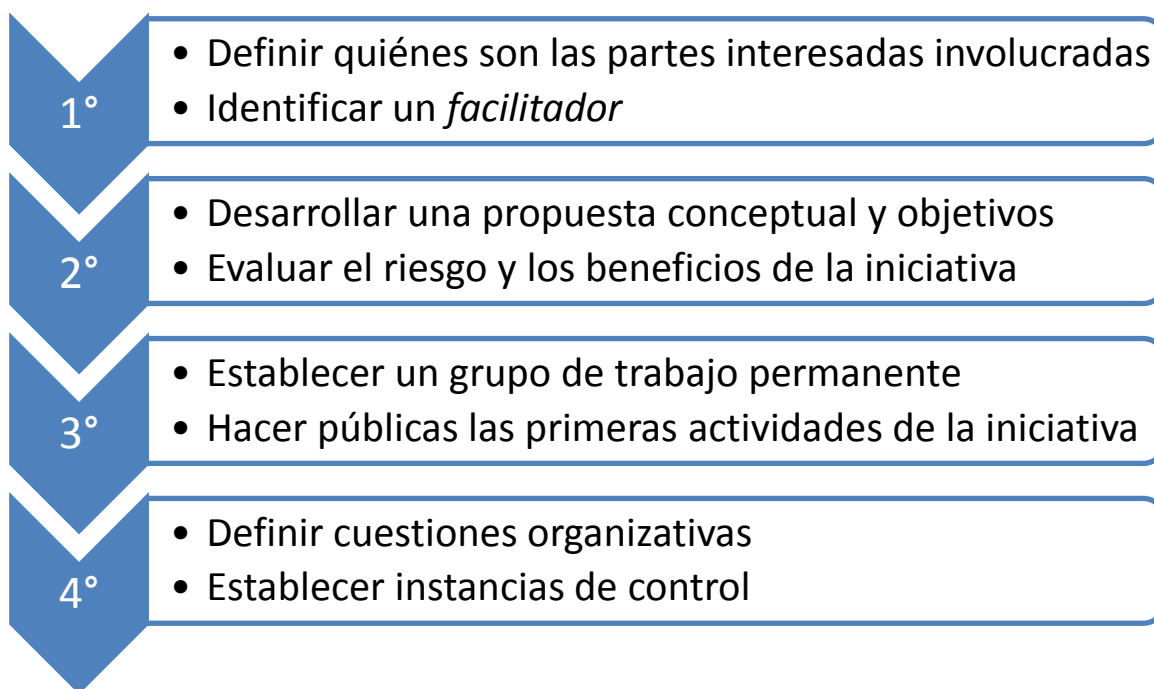 1°
• Definir quiénes son las partes interesadas involucradas
• Identificar un facilitador
2°
• Desarrollar una propuesta conceptual y objetivos
• Evaluar el riesgo y los beneficios de la iniciativa
3°
• Establecer un grupo de trabajo permanente
• Hacer públicas las primeras actividades de la iniciativa
4°
• Definir cuestiones organizativas
• Establecer instancias de control